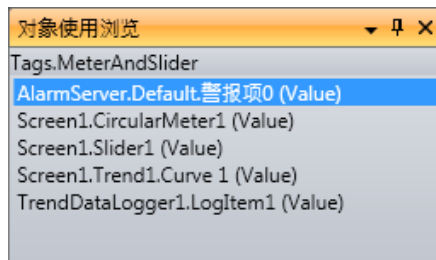 对象使用浏览
Tags.MeterAndSlider
AlarmServer.Default.警报项0 (Value)
Screen1.CircularMeter1 (Value)
Screen1.Slider1 (Value)
Screen1.Trend1.Curve 1 (Value)
TrendDataLogger1.LogItem1 (Value)